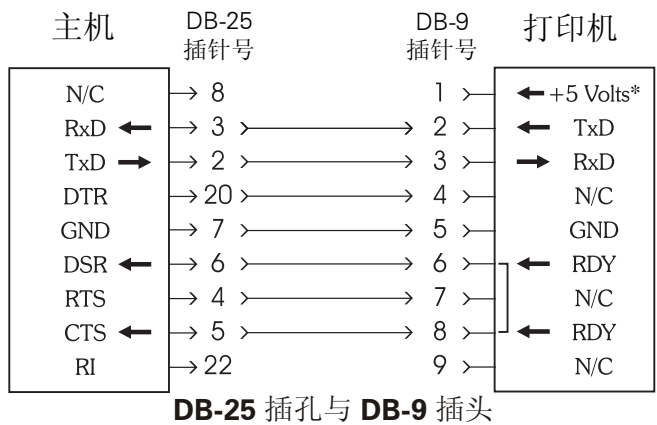 主机 DB-25 插针号 DB-9 插针号 打印机
N/C 8 1 +5 Volts*
RxD 3 2 TxD
TxD 2 3 RxD
DTR 20 4 N/C
GND 7 5 GND
DSR 6 6 RDY
RTS 4 7 N/C
CTS 5 8 RDY
RI 22 9 N/C
DB-25 插孔与 DB-9 插头